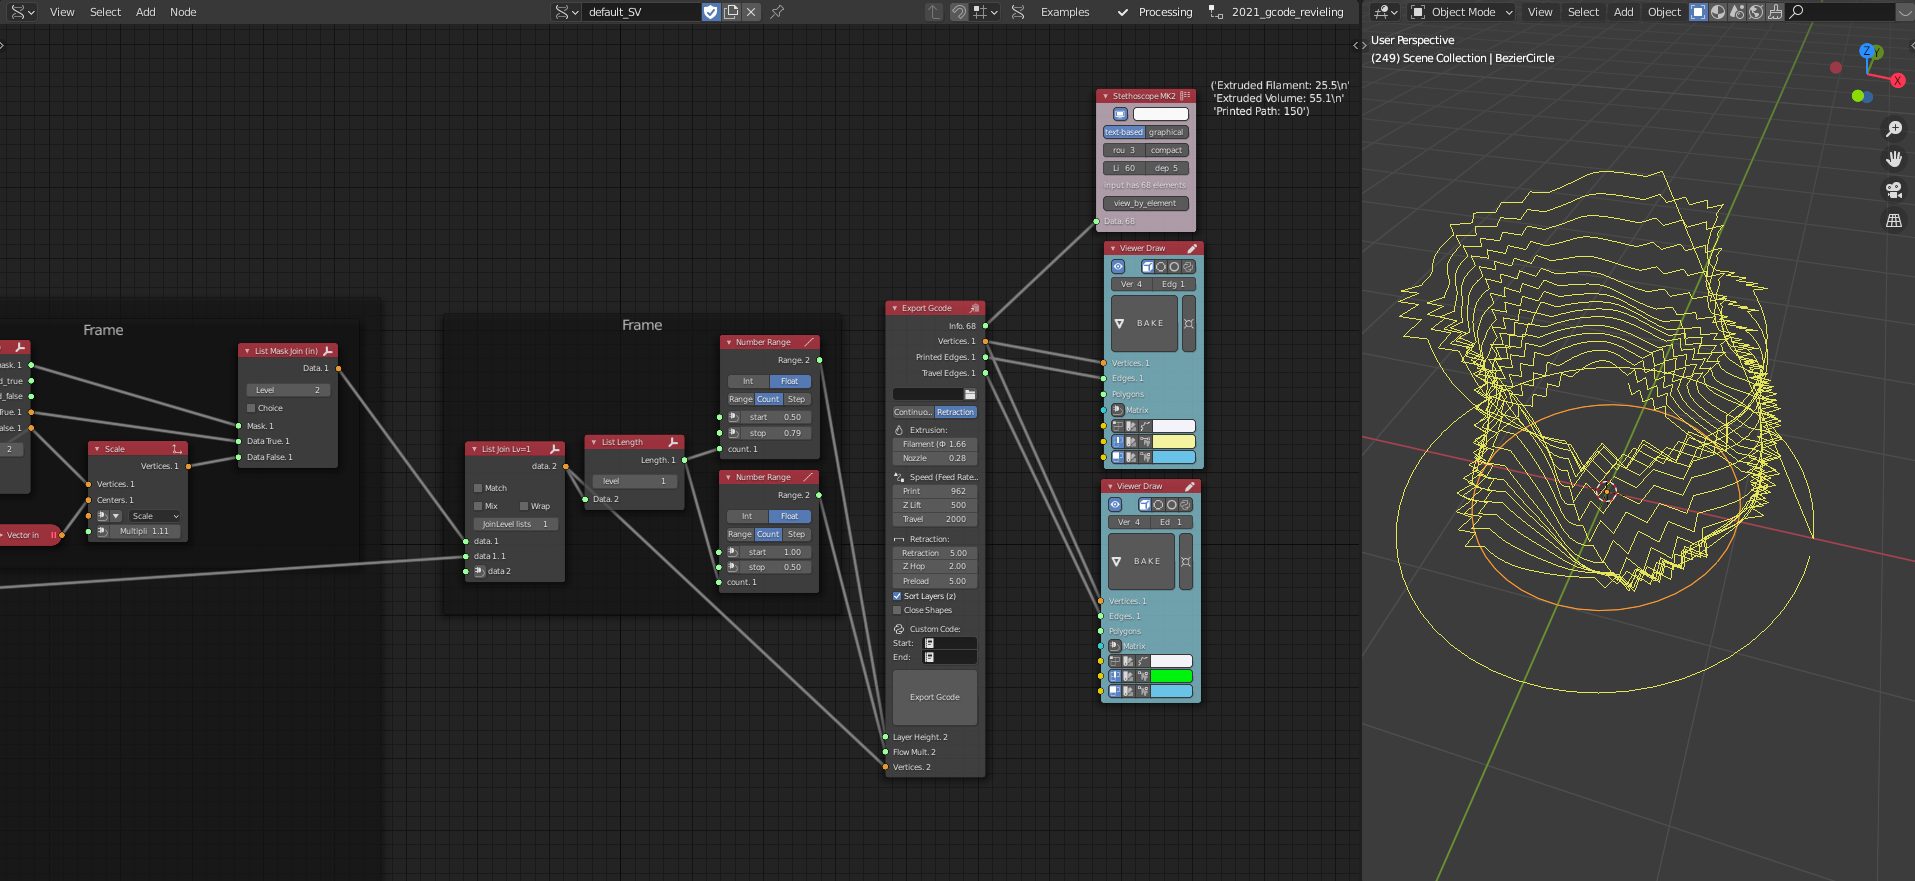 View Select Add Node
default_SV
Examples Processing 2021_gcode_revieling
Object Mode View Select Add Object
User Perspective
(249) Scene Collection | BezierCircle
Z Y
X
('Extruded Filament: 25.5\n'
'Extruded Volume: 55.1\n'
'Printed Path: 150')
Stethoscope MK2
text-based graphical
rou 3 compact
Li 60 dep 5
Input has 68 elements
view_by_element
Data. 68
Viewer Draw
Ver 4 Edg 1
BAKE
Vertices. 1
Edges. 1
Polygons
Matrix
Viewer Draw
Ver 4 Ed 1
BAKE
Vertices. 1
Edges. 1
Polygons
Matrix
Frame
ask. 1
d_true
d_false
rue. 1
alse. 1
2
Vector in
Scale
Vertices. 1
Vertices. 1
Centers. 1
Scale
Multipli 1.11
List Mask Join (in)
Data. 1
Level 2
Choice
Mask. 1
Data True. 1
Data False. 1
Frame
List Join Lv=1
data. 2
Match
Mix Wrap
JoinLevel lists 1
data. 1
data 1. 1
data 2
List Length
Length. 1
level 1
Data. 2
Number Range
Range. 2
Int Float
Range Count Step
start 0.50
stop 0.79
count. 1
Number Range
Range. 2
Int Float
Range Count Step
start 1.00
stop 0.50
count. 1
Export Gcode
Info. 68
Vertices. 1
Printed Edges. 1
Travel Edges. 1
Continuo... Retraction
Extrusion:
Filament (Φ 1.66
Nozzle 0.28
Speed (Feed Rate..
Print 962
Z Lift 500
Travel 2000
Retraction:
Retraction 5.00
Z Hop 2.00
Preload 5.00
Sort Layers (z)
Close Shapes
Custom Code:
Start:
End:
Export Gcode
Layer Height. 2
Flow Mult. 2
Vertices. 2